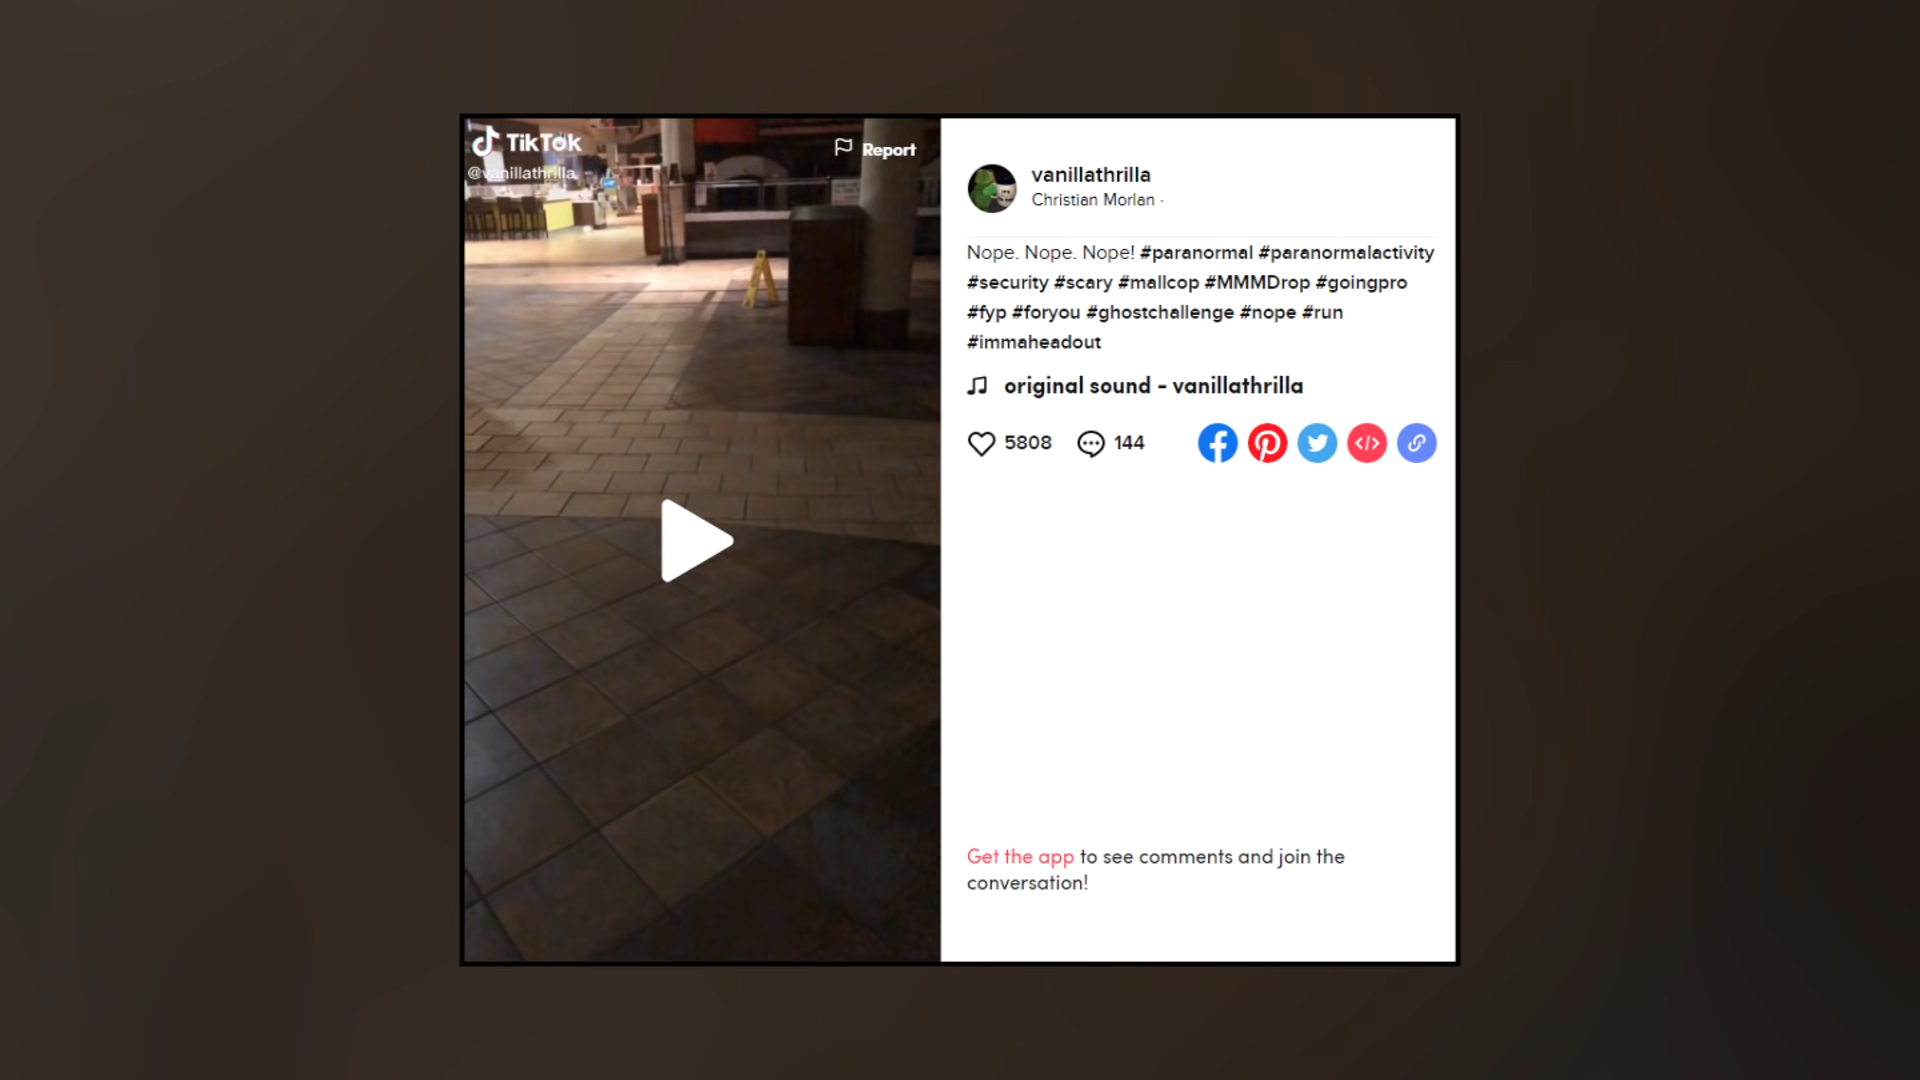 TikTok
@vanillathrilla
Report
vanillathrilla
Christian Morlan ·
Nope. Nope. Nope! #paranormal #paranormalactivity
#security #scary #mallcop #MMMDrop #goingpro
#fyp #foryou #ghostchallenge #nope #run
#immaheadout
original sound - vanillathrilla
5808
144
Get the app to see comments and join the
conversation!